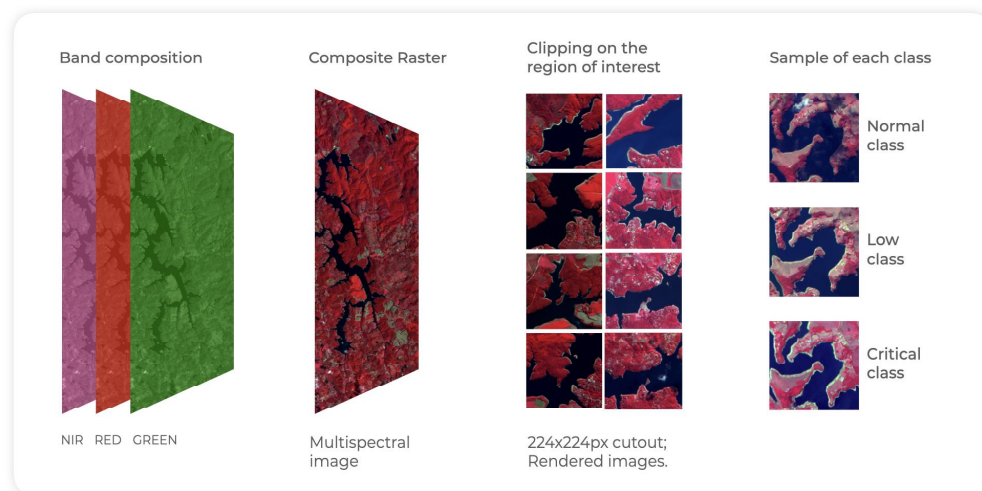 Band composition
Composite Raster
Clipping on the
region of interest
Sample of each class
Normal
class
Low
class
Critical
class
NIR RED GREEN
Multispectral
image
224x224px cutout;
Rendered images.